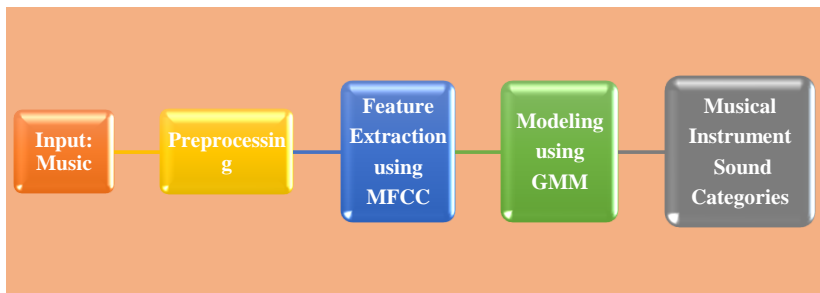 Input:
Music
Preprocessin
g
Feature
Extraction
using
MFCC
Modeling
using
GMM
Musical
Instrument
Sound
Categories